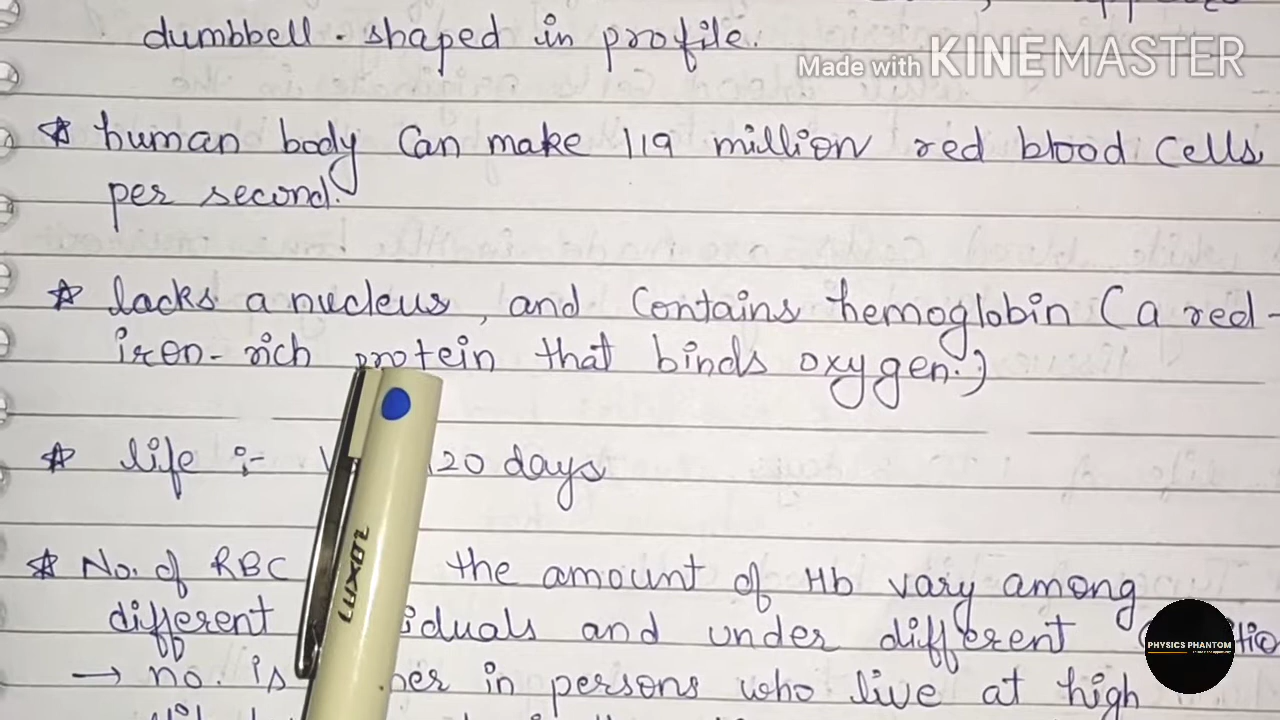 dumbbell-shaped in profile.
Made with KINEMASTER
☆ human body can make 119 million red blood cells
per second.
☆ lacks a nucleus, and contains hemoglobin (a red-
iron-rich protein that binds oxygen.)
☆ life :- 120 days
☆ No. of RBC the amount of Hb vary among
different and under different
PHYSICS PHANTOM
→ no. is in persons who live at high